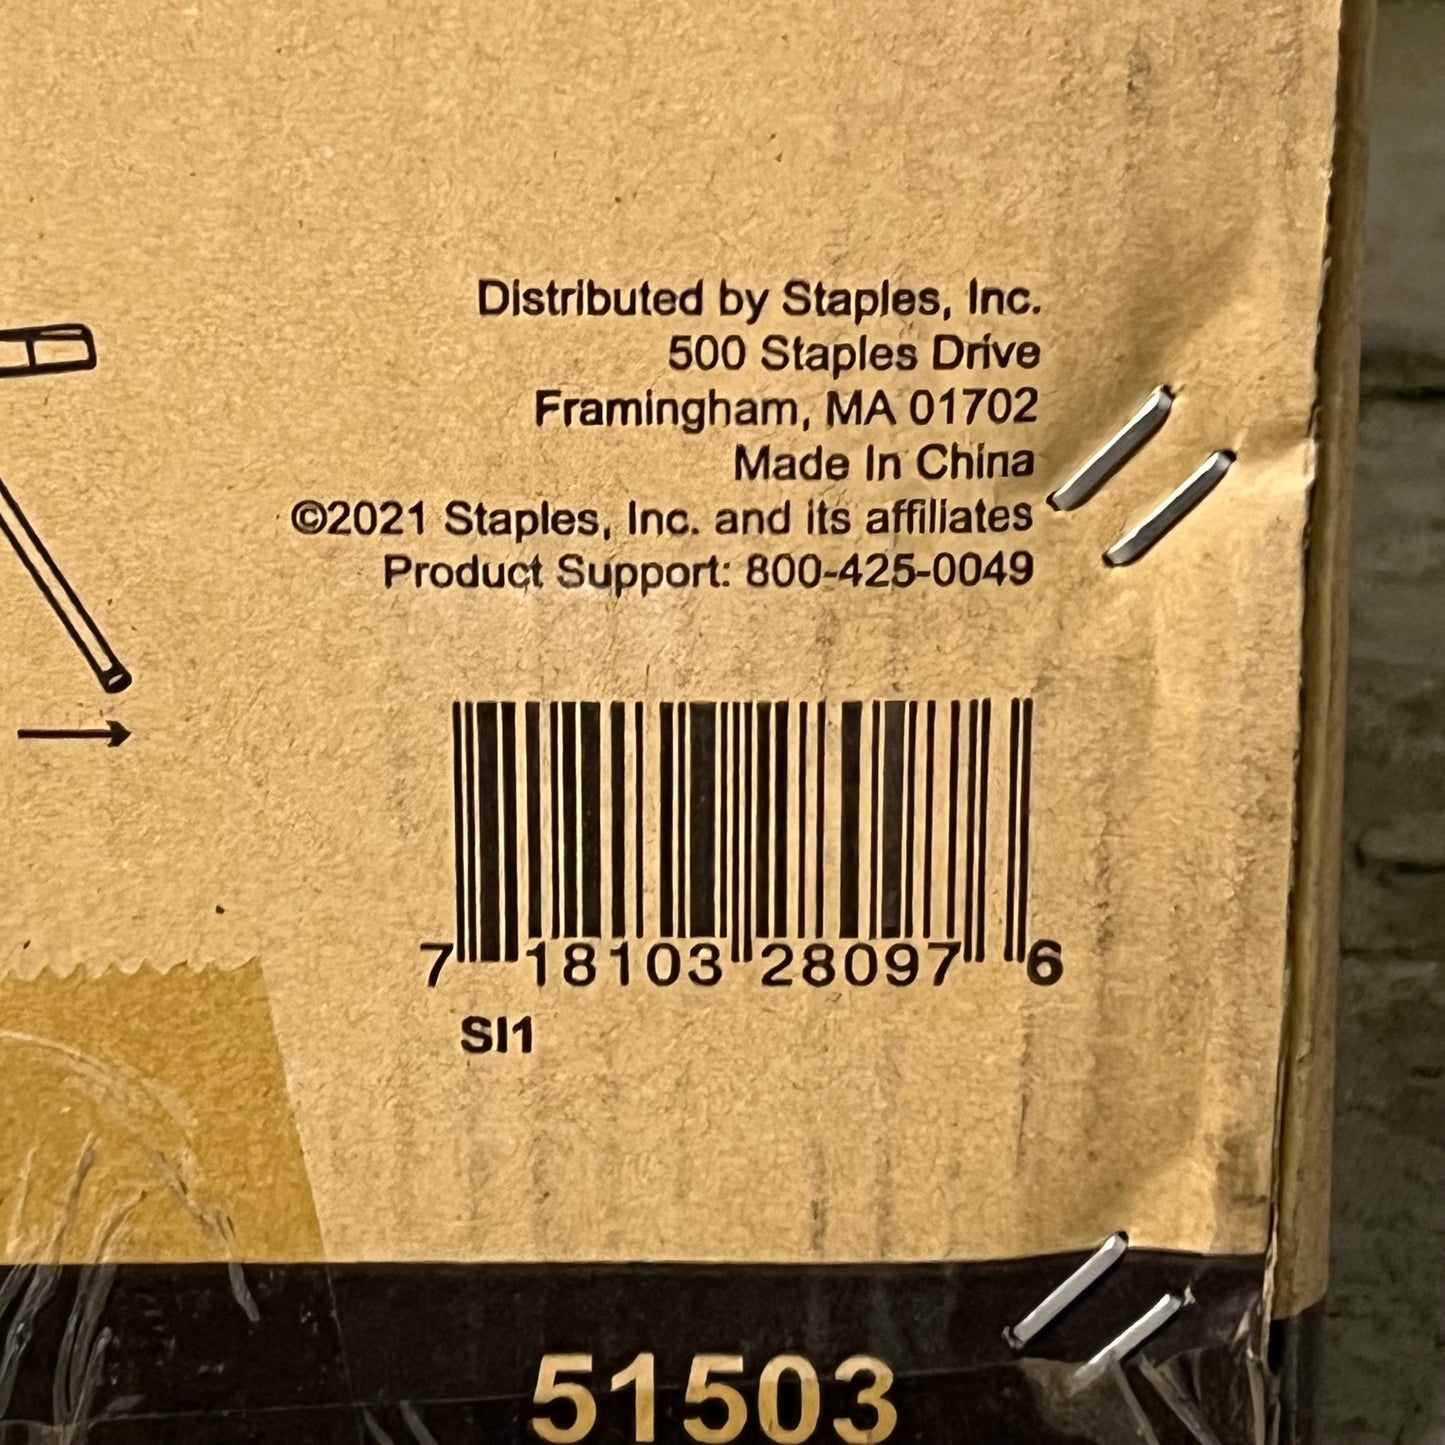 Distributed by Staples, Inc.
500 Staples Drive
Framingham, MA 01702
Made In China
©2021 Staples, Inc. and its affiliates
Product Support: 800-425-0049
7 18103 28097 6
SI1
51503